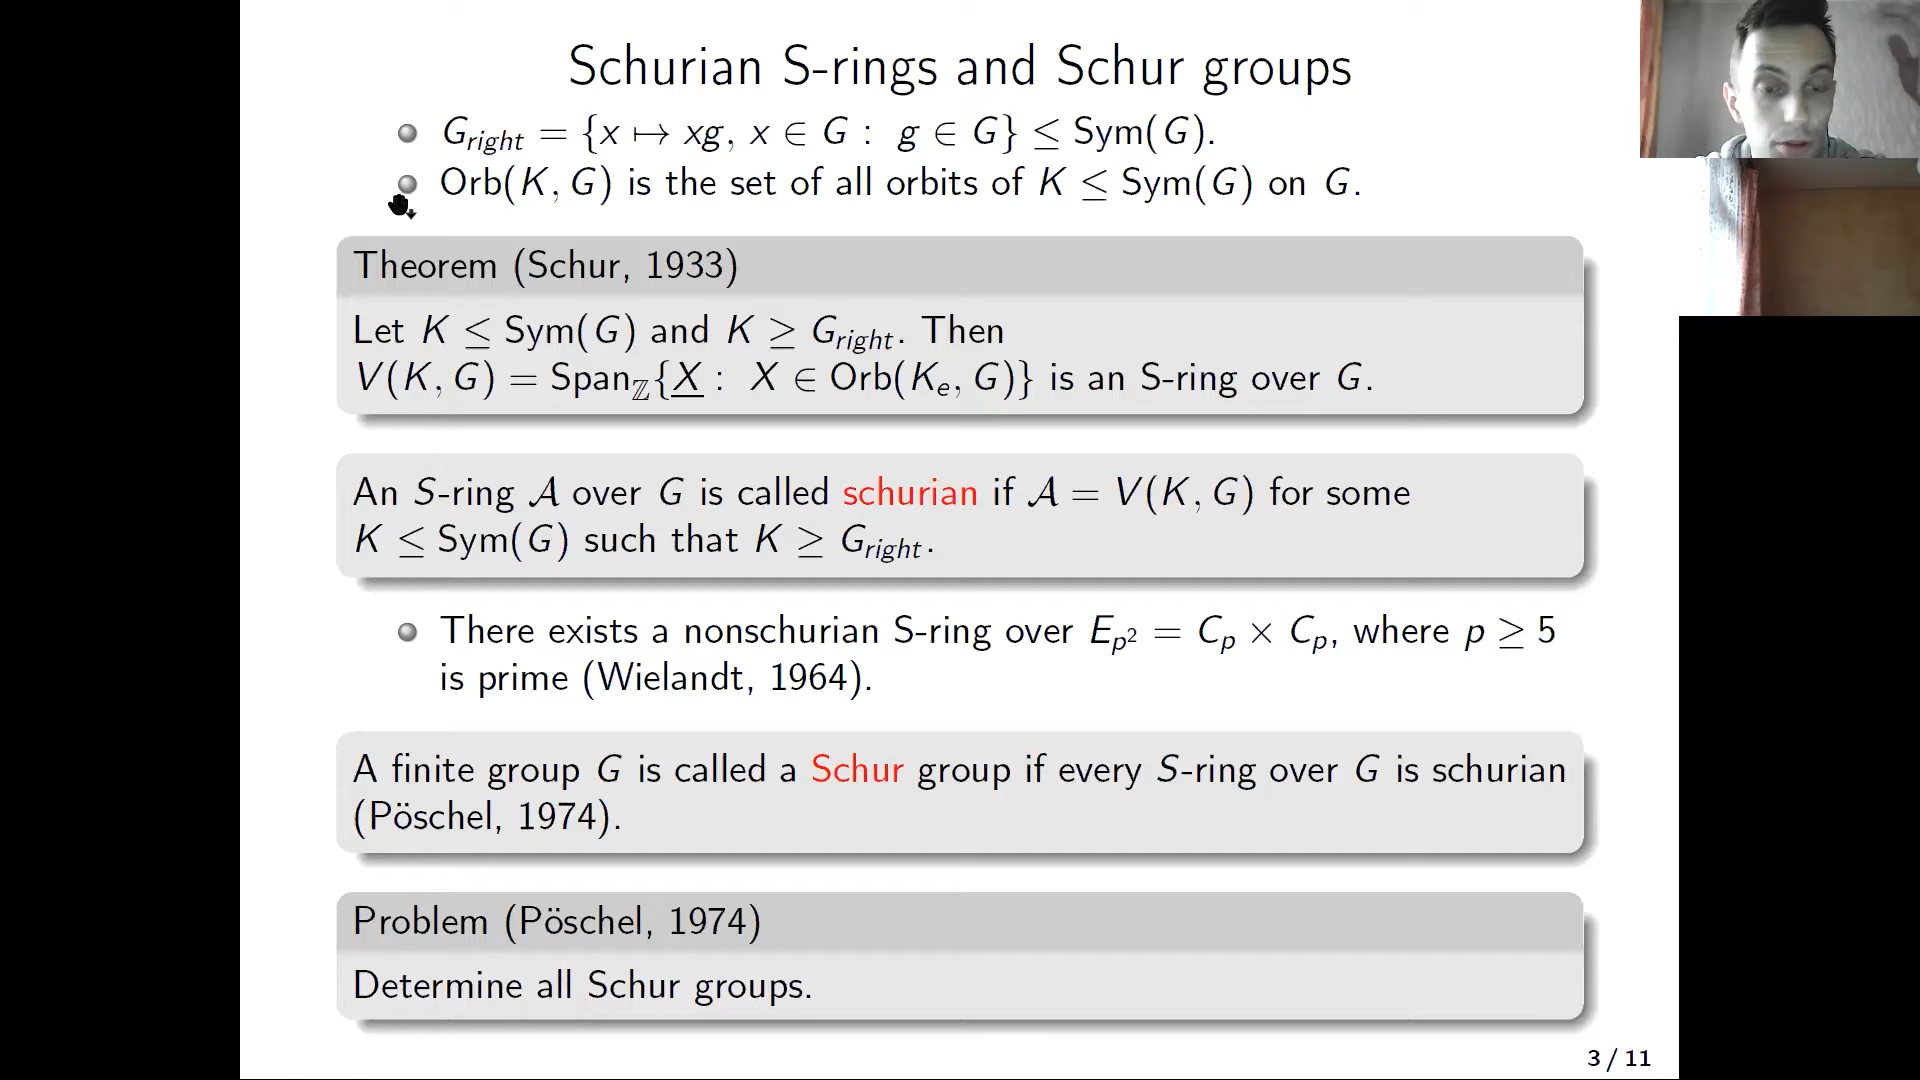 Schurian S-rings and Schur groups
G_right = {x ↦ xg, x ∈ G : g ∈ G} ≤ Sym(G).
Orb(K, G) is the set of all orbits of K ≤ Sym(G) on G.
Theorem (Schur, 1933)
Let K ≤ Sym(G) and K ≥ G_right. Then
V(K, G) = Span_ℤ{X̲ : X ∈ Orb(K_e, G)} is an S-ring over G.
An S-ring 𝒜 over G is called schurian if 𝒜 = V(K, G) for some
K ≤ Sym(G) such that K ≥ G_right.
There exists a nonschurian S-ring over E_{p²} = C_p × C_p, where p ≥ 5
is prime (Wielandt, 1964).
A finite group G is called a Schur group if every S-ring over G is schurian
(Pöschel, 1974).
Problem (Pöschel, 1974)
Determine all Schur groups.
3 / 11